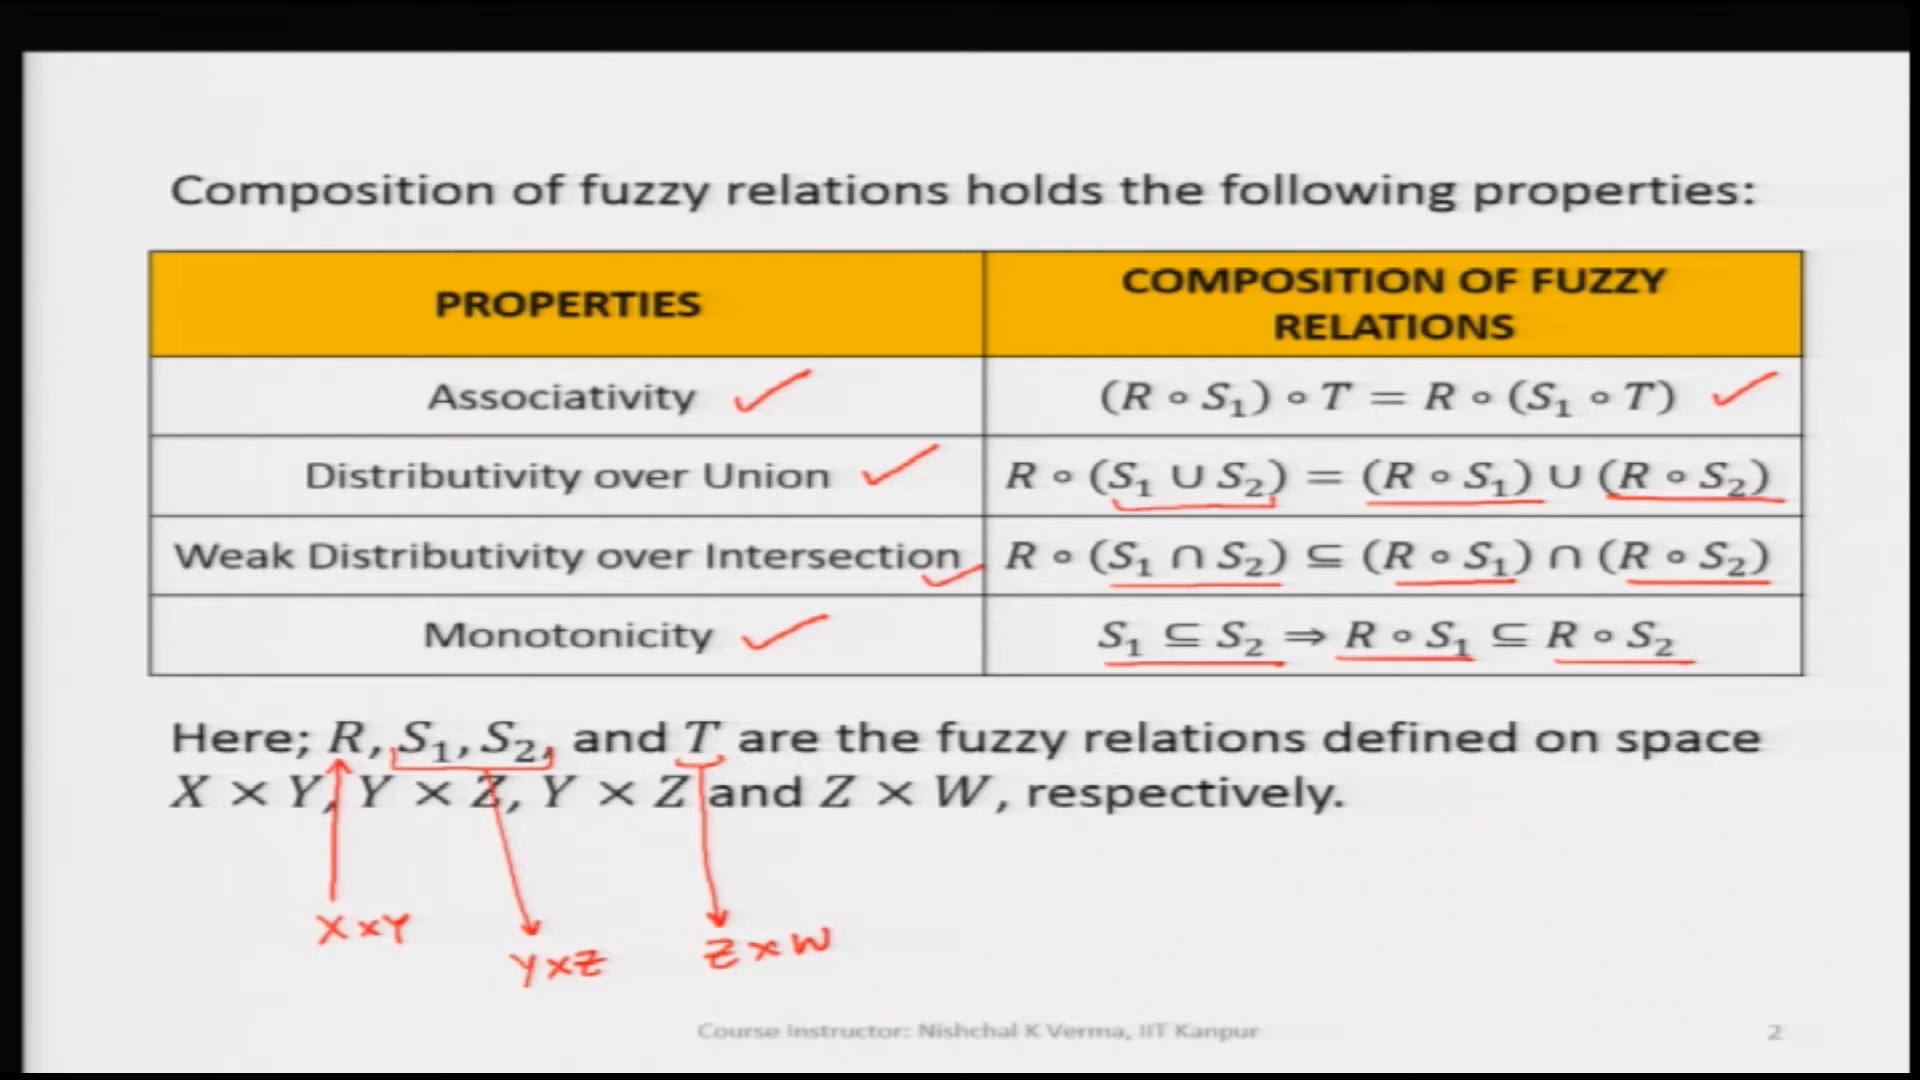 Composition of fuzzy relations holds the following properties:
PROPERTIES
COMPOSITION OF FUZZY
RELATIONS
Associativity
(R ∘ S₁) ∘ T = R ∘ (S₁ ∘ T)
Distributivity over Union
R ∘ (S₁ ∪ S₂) = (R ∘ S₁) ∪ (R ∘ S₂)
Weak Distributivity over Intersection
R ∘ (S₁ ∩ S₂) ⊆ (R ∘ S₁) ∩ (R ∘ S₂)
Monotonicity
S₁ ⊆ S₂ ⇒ R ∘ S₁ ⊆ R ∘ S₂
Here; R, S₁, S₂, and T are the fuzzy relations defined on space
X × Y, Y × Z, Y × Z and Z × W, respectively.
X×Y
Y×Z
Z×W
Course Instructor: Nishchal K Verma, IIT Kanpur
2